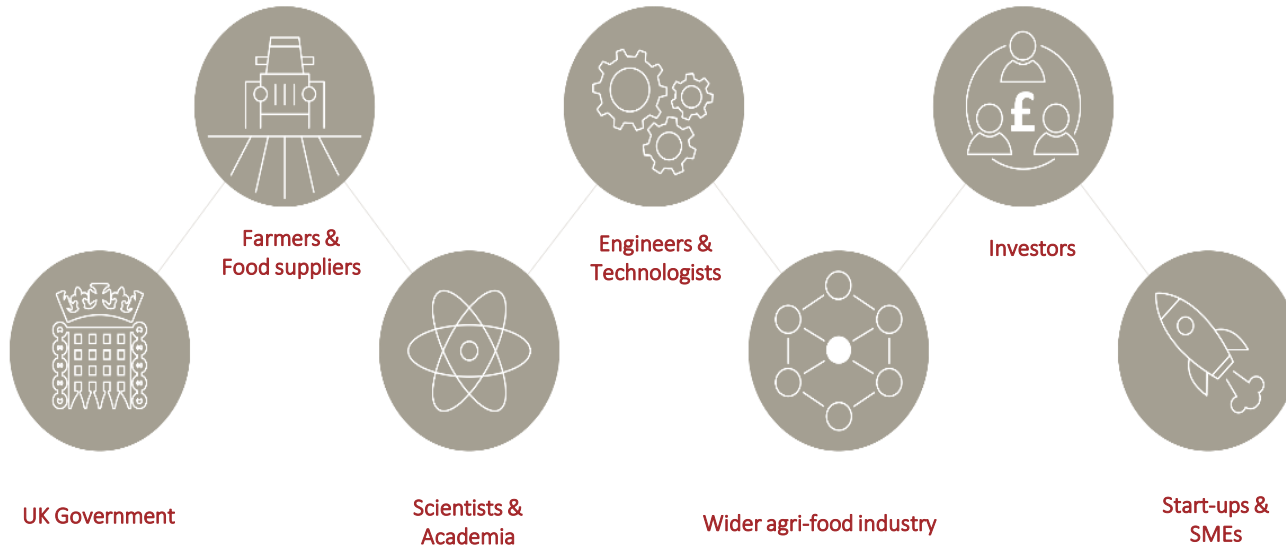 £
Farmers &
Food suppliers
Engineers &
Technologists
Investors
UK Government
Scientists &
Academia
Wider agri-food industry
Start-ups &
SMEs